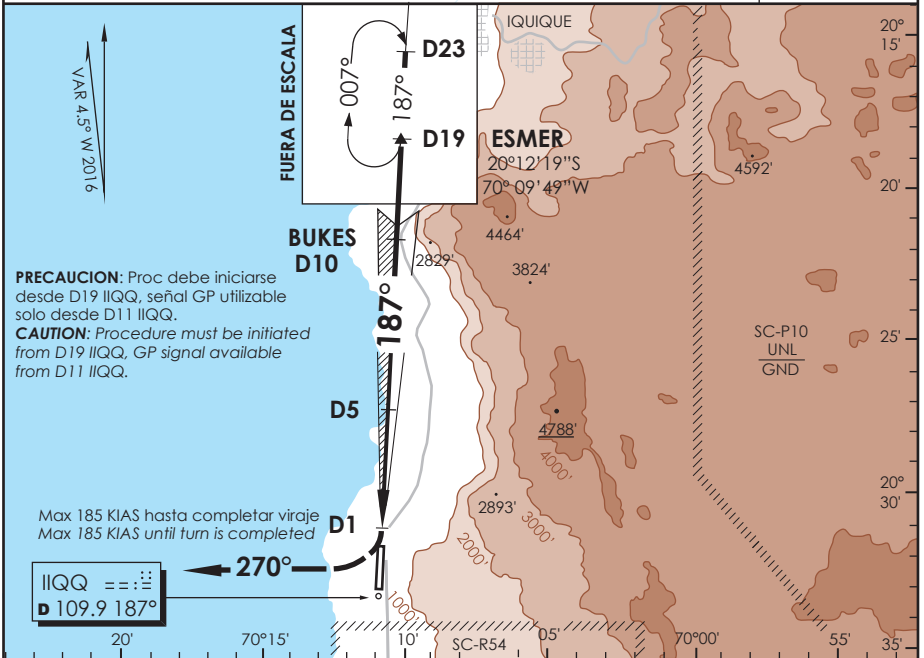 IQUIQUE
20°
15'
FUERA DE ESCALA
D23
007°
187°
D19
ESMER
20°12'19"S
70°09'49"W
VAR 4.5° W 2016
4592'
20'
4464'
BUKES
D10
2829'
3824'
PRECAUCION: Proc debe iniciarse
desde D19 IIQQ, señal GP utilizable
solo desde D11 IIQQ.
CAUTION: Procedure must be initiated
from D19 IIQQ, GP signal available
from D11 IIQQ.
187°
25'
SC-P10
UNL
GND
D5
4788'
4000'
20°
30'
2893'
3000'
2000'
Max 185 KIAS hasta completar viraje
Max 185 KIAS until turn is completed
D1
270°
IIQQ
D 109.9 187°
1000'
SC-R54
20'
70°15'
10'
05'
70°00'
55'
35'